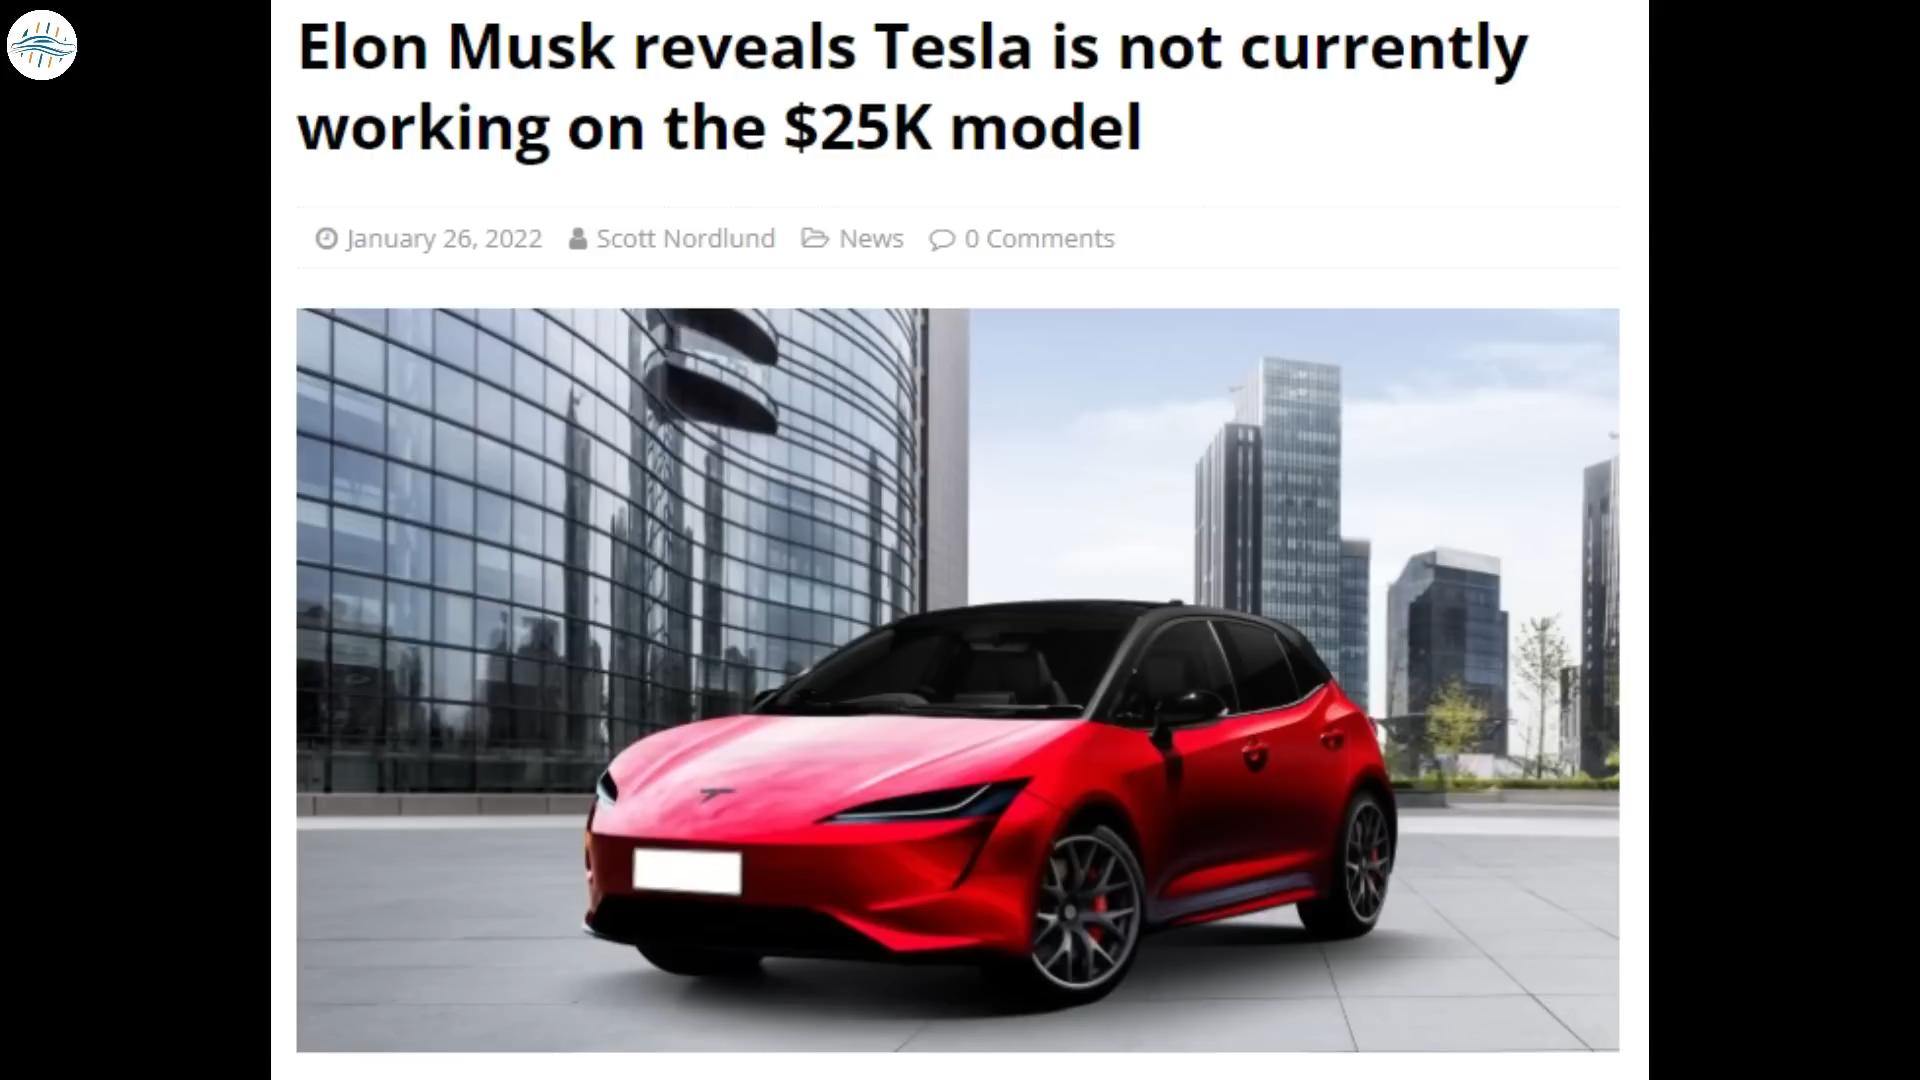 Elon Musk reveals Tesla is not currently
working on the $25K model
January 26, 2022 Scott Nordlund News 0 Comments